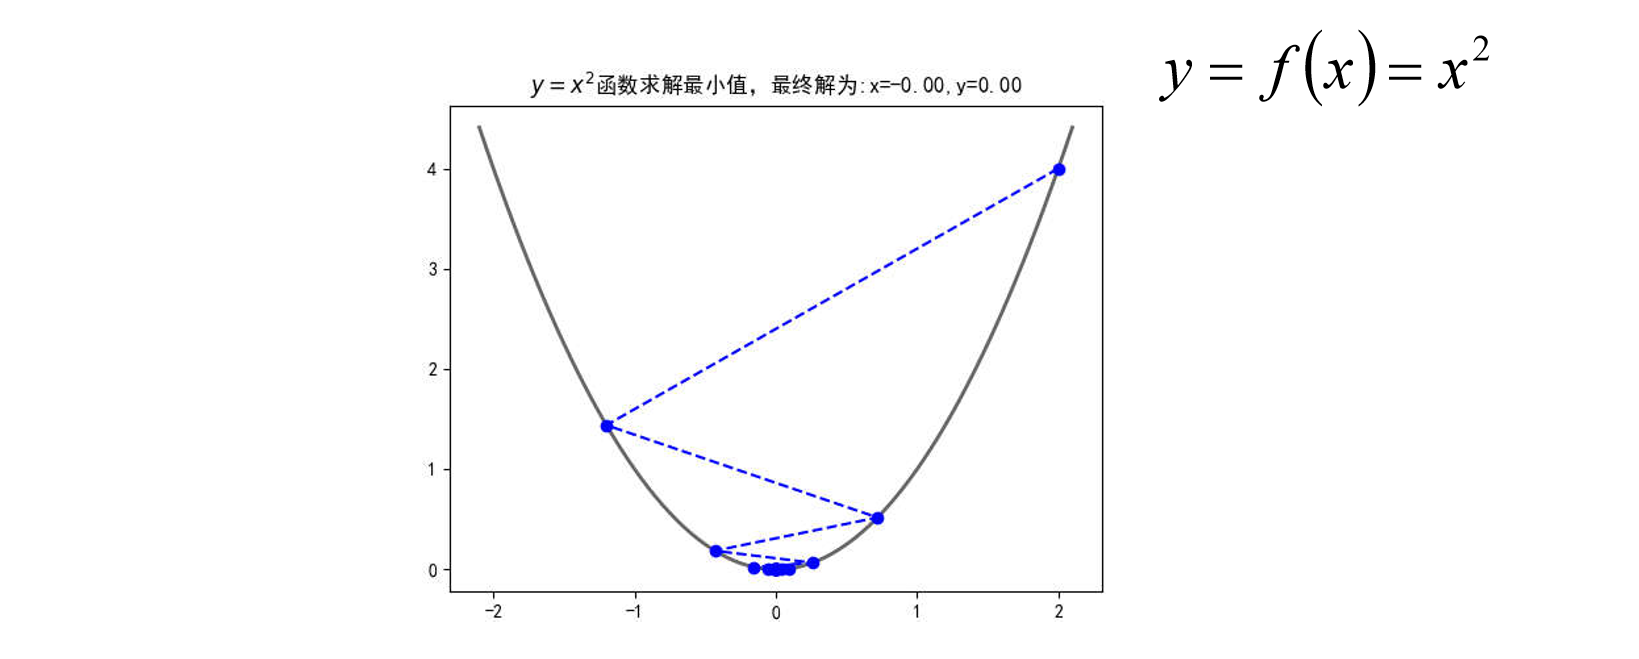 y = f(x) = x²
y = x²函数求解最小值，最终解为:x=-0.00,y=0.00
4
3
2
1
0
-2 -1 0 1 2